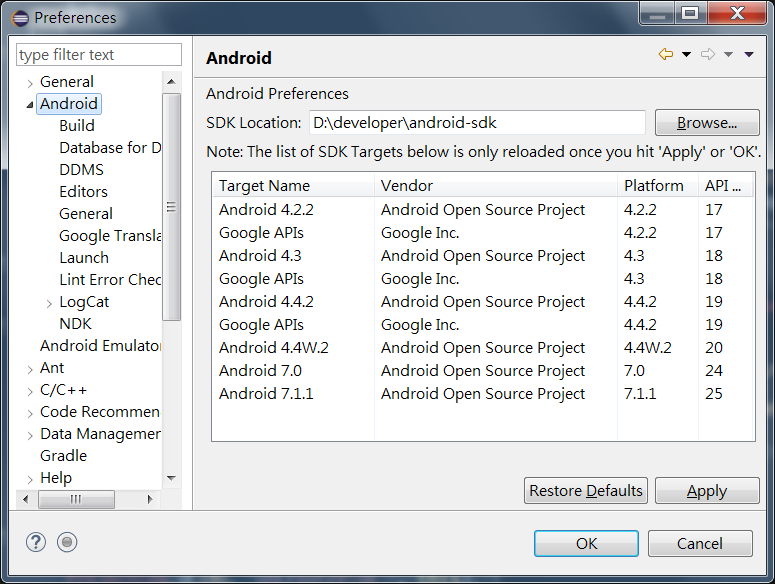 Preferences
type filter text
General
Android
Build
Database for D
DDMS
Editors
General
Google Transla
Launch
Lint Error Chec
LogCat
NDK
Android Emulator
Ant
C/C++
Code Recommen
Data Managemer
Gradle
Help
Android
Android Preferences
SDK Location: D:\developer\android-sdk Browse...
Note: The list of SDK Targets below is only reloaded once you hit 'Apply' or 'OK'.
Target Name Vendor Platform API ...
Android 4.2.2 Android Open Source Project 4.2.2 17
Google APIs Google Inc. 4.2.2 17
Android 4.3 Android Open Source Project 4.3 18
Google APIs Google Inc. 4.3 18
Android 4.4.2 Android Open Source Project 4.4.2 19
Google APIs Google Inc. 4.4.2 19
Android 4.4W.2 Android Open Source Project 4.4W.2 20
Android 7.0 Android Open Source Project 7.0 24
Android 7.1.1 Android Open Source Project 7.1.1 25
Restore Defaults Apply
OK Cancel